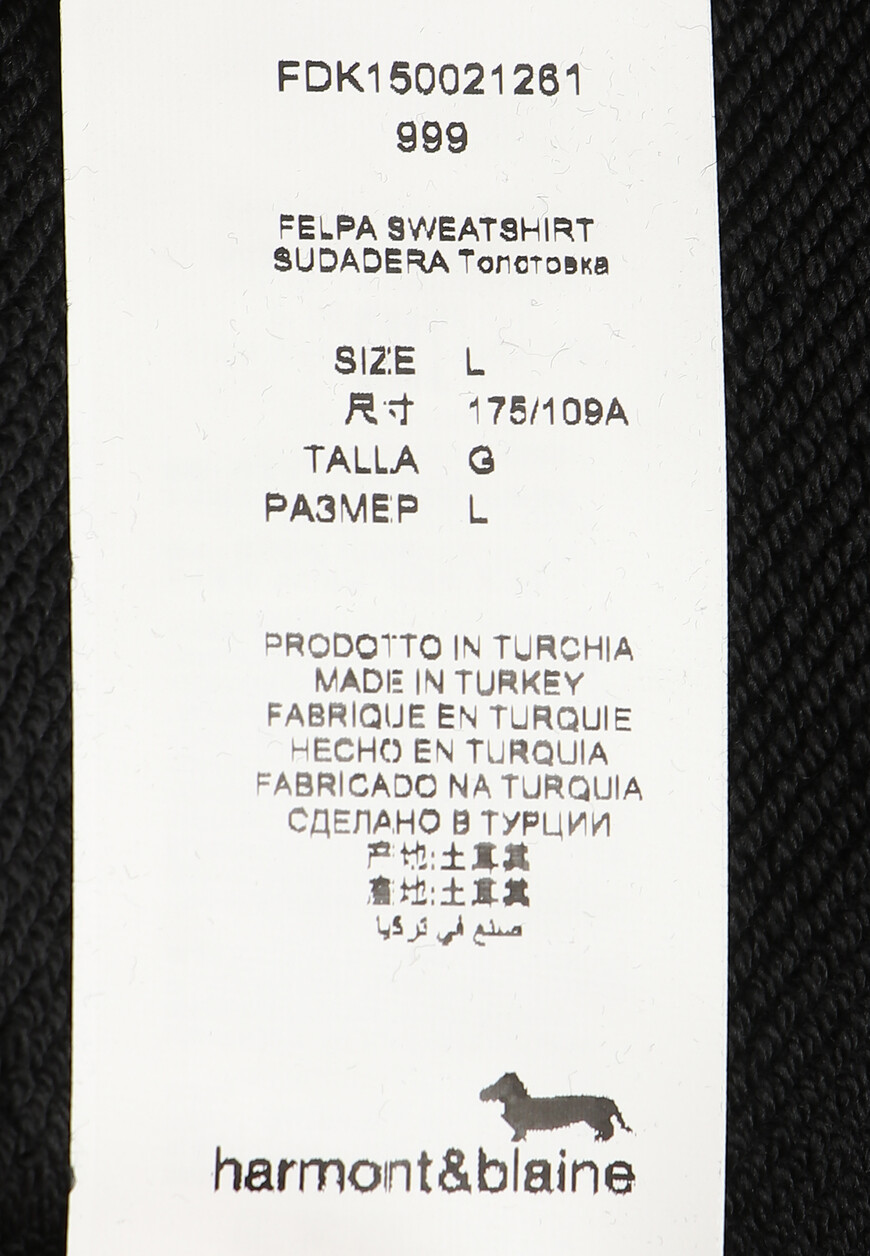 FDK150021261
999
FELPA SWEATSHIRT
SUDADERA Толстовка
SIZE L
尺寸 175/109A
TALLA G
РАЗМЕР L
PRODOTTO IN TURCHIA
MADE IN TURKEY
FABRIQUE EN TURQUIE
HECHO EN TURQUIA
FABRICADO NA TURQUIA
СДЕЛАНО В ТУРЦИИ
产地:土耳其
產地:土耳其
صنع في تركيا
harmont&blaine